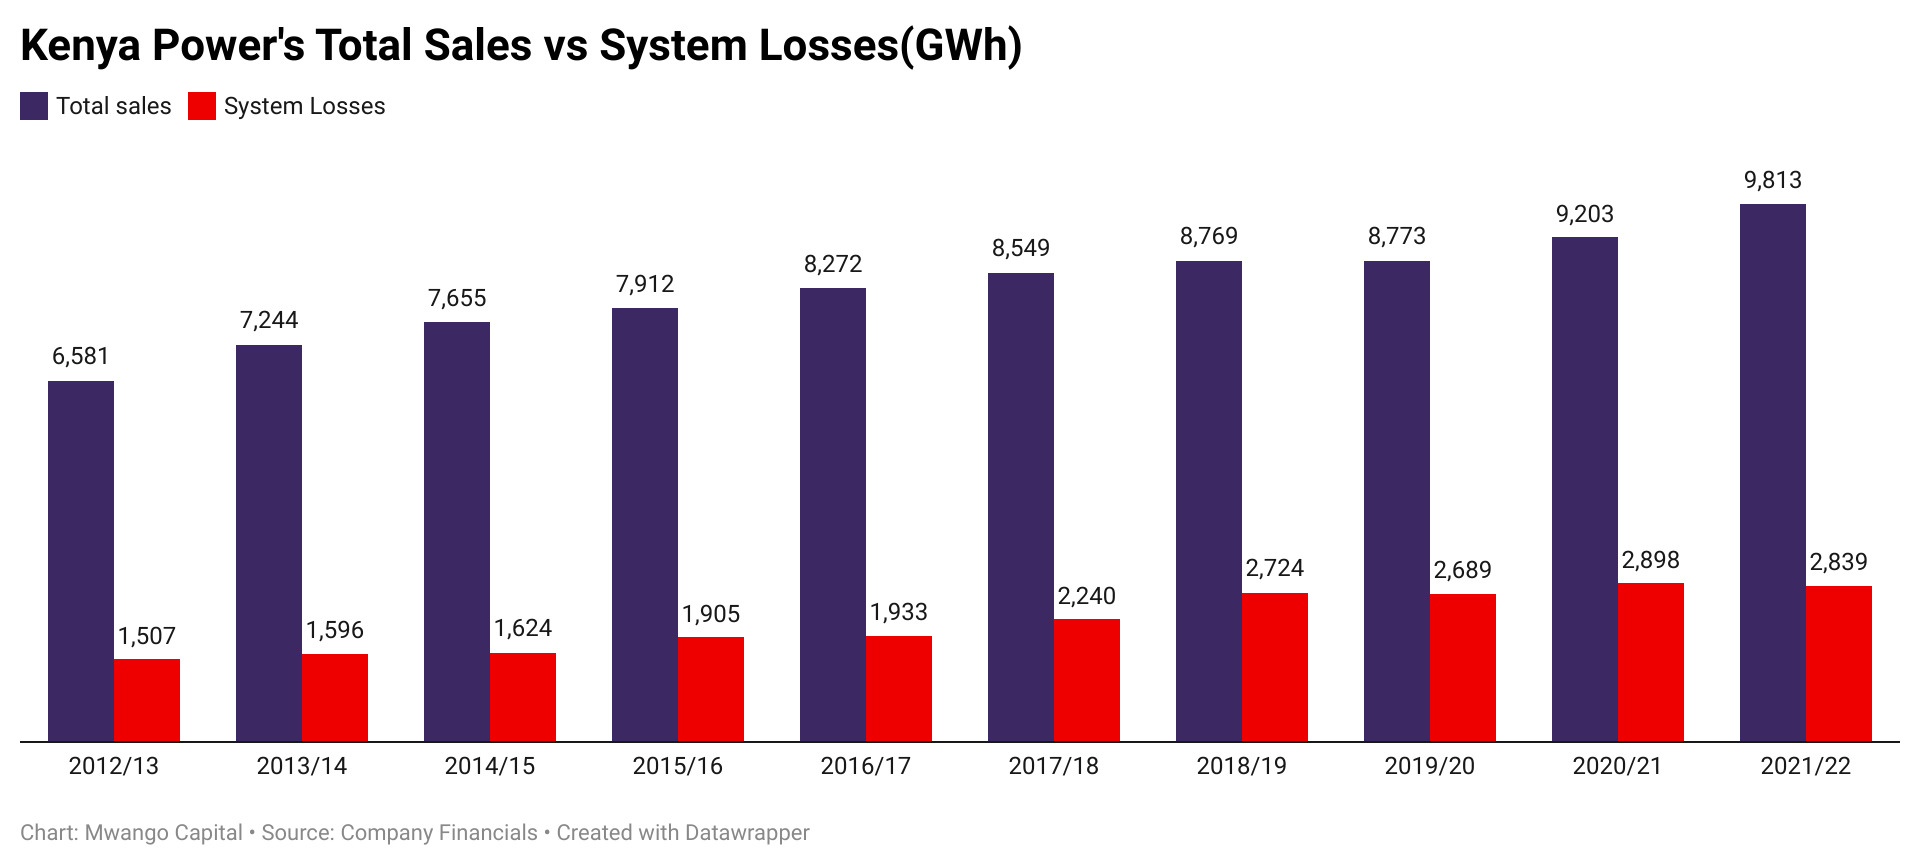 Kenya Power's Total Sales vs System Losses(GWh)
Total sales System Losses
6,581 1,507
7,244 1,596
7,655 1,624
7,912 1,905
8,272 1,933
8,549 2,240
8,769 2,724
8,773 2,689
9,203 2,898
9,813 2,839
2012/13 2013/14 2014/15 2015/16 2016/17 2017/18 2018/19 2019/20 2020/21 2021/22
Chart: Mwango Capital • Source: Company Financials • Created with Datawrapper